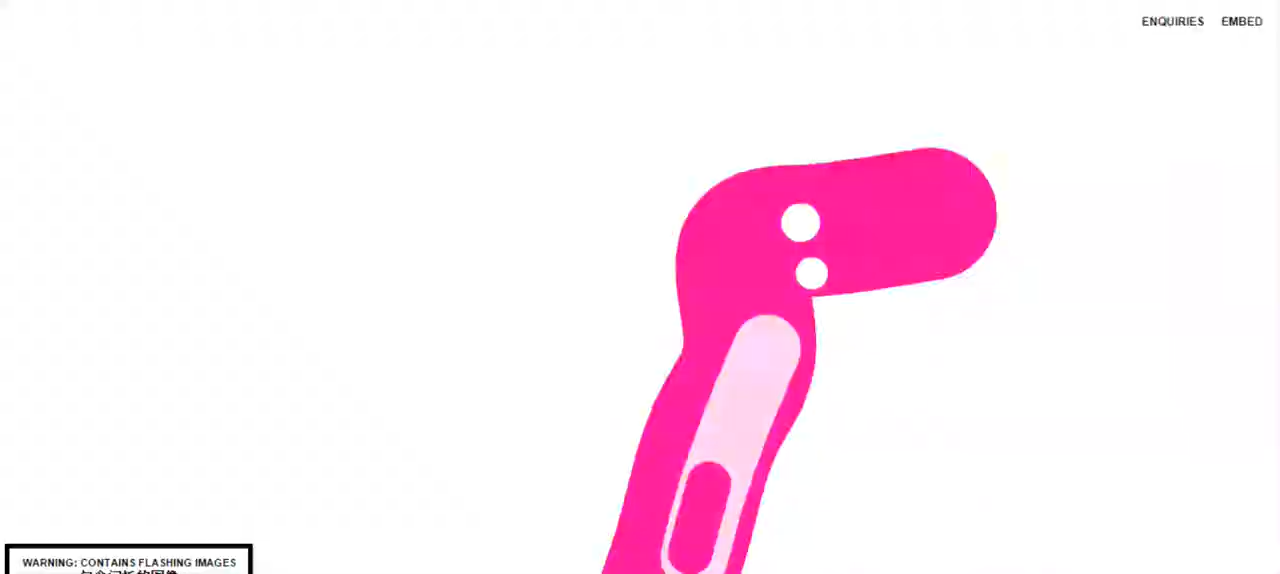 ENQUIRIES EMBED
WARNING: CONTAINS FLASHING IMAGES